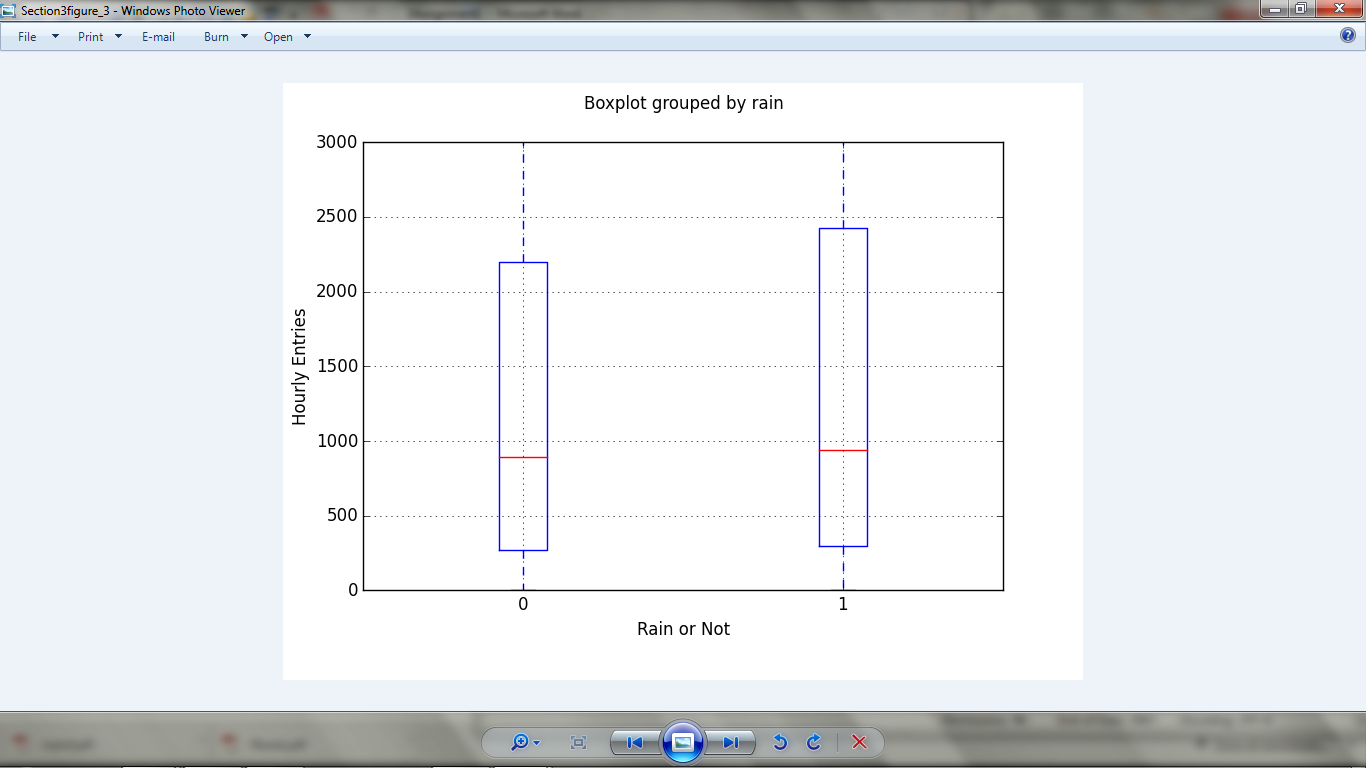 Section3figure_3 - Windows Photo Viewer
File Print E-mail Burn Open
Boxplot grouped by rain
3000
2500
2000
1500
1000
500
0
Hourly Entries
0 1
Rain or Not